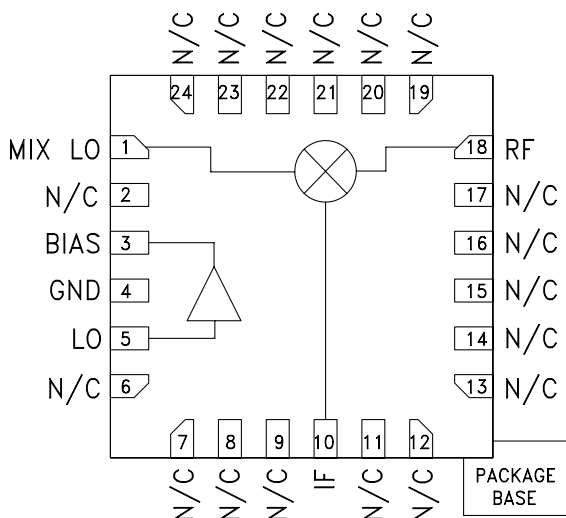 N/C N/C N/C N/C N/C N/C
24 23 22 21 20 19
MIX LO 1 18 RF
N/C 2 17 N/C
BIAS 3 16 N/C
GND 4 15 N/C
LO 5 14 N/C
N/C 6 13 N/C
7 8 9 10 11 12
N/C N/C N/C IF N/C N/C
PACKAGE
BASE